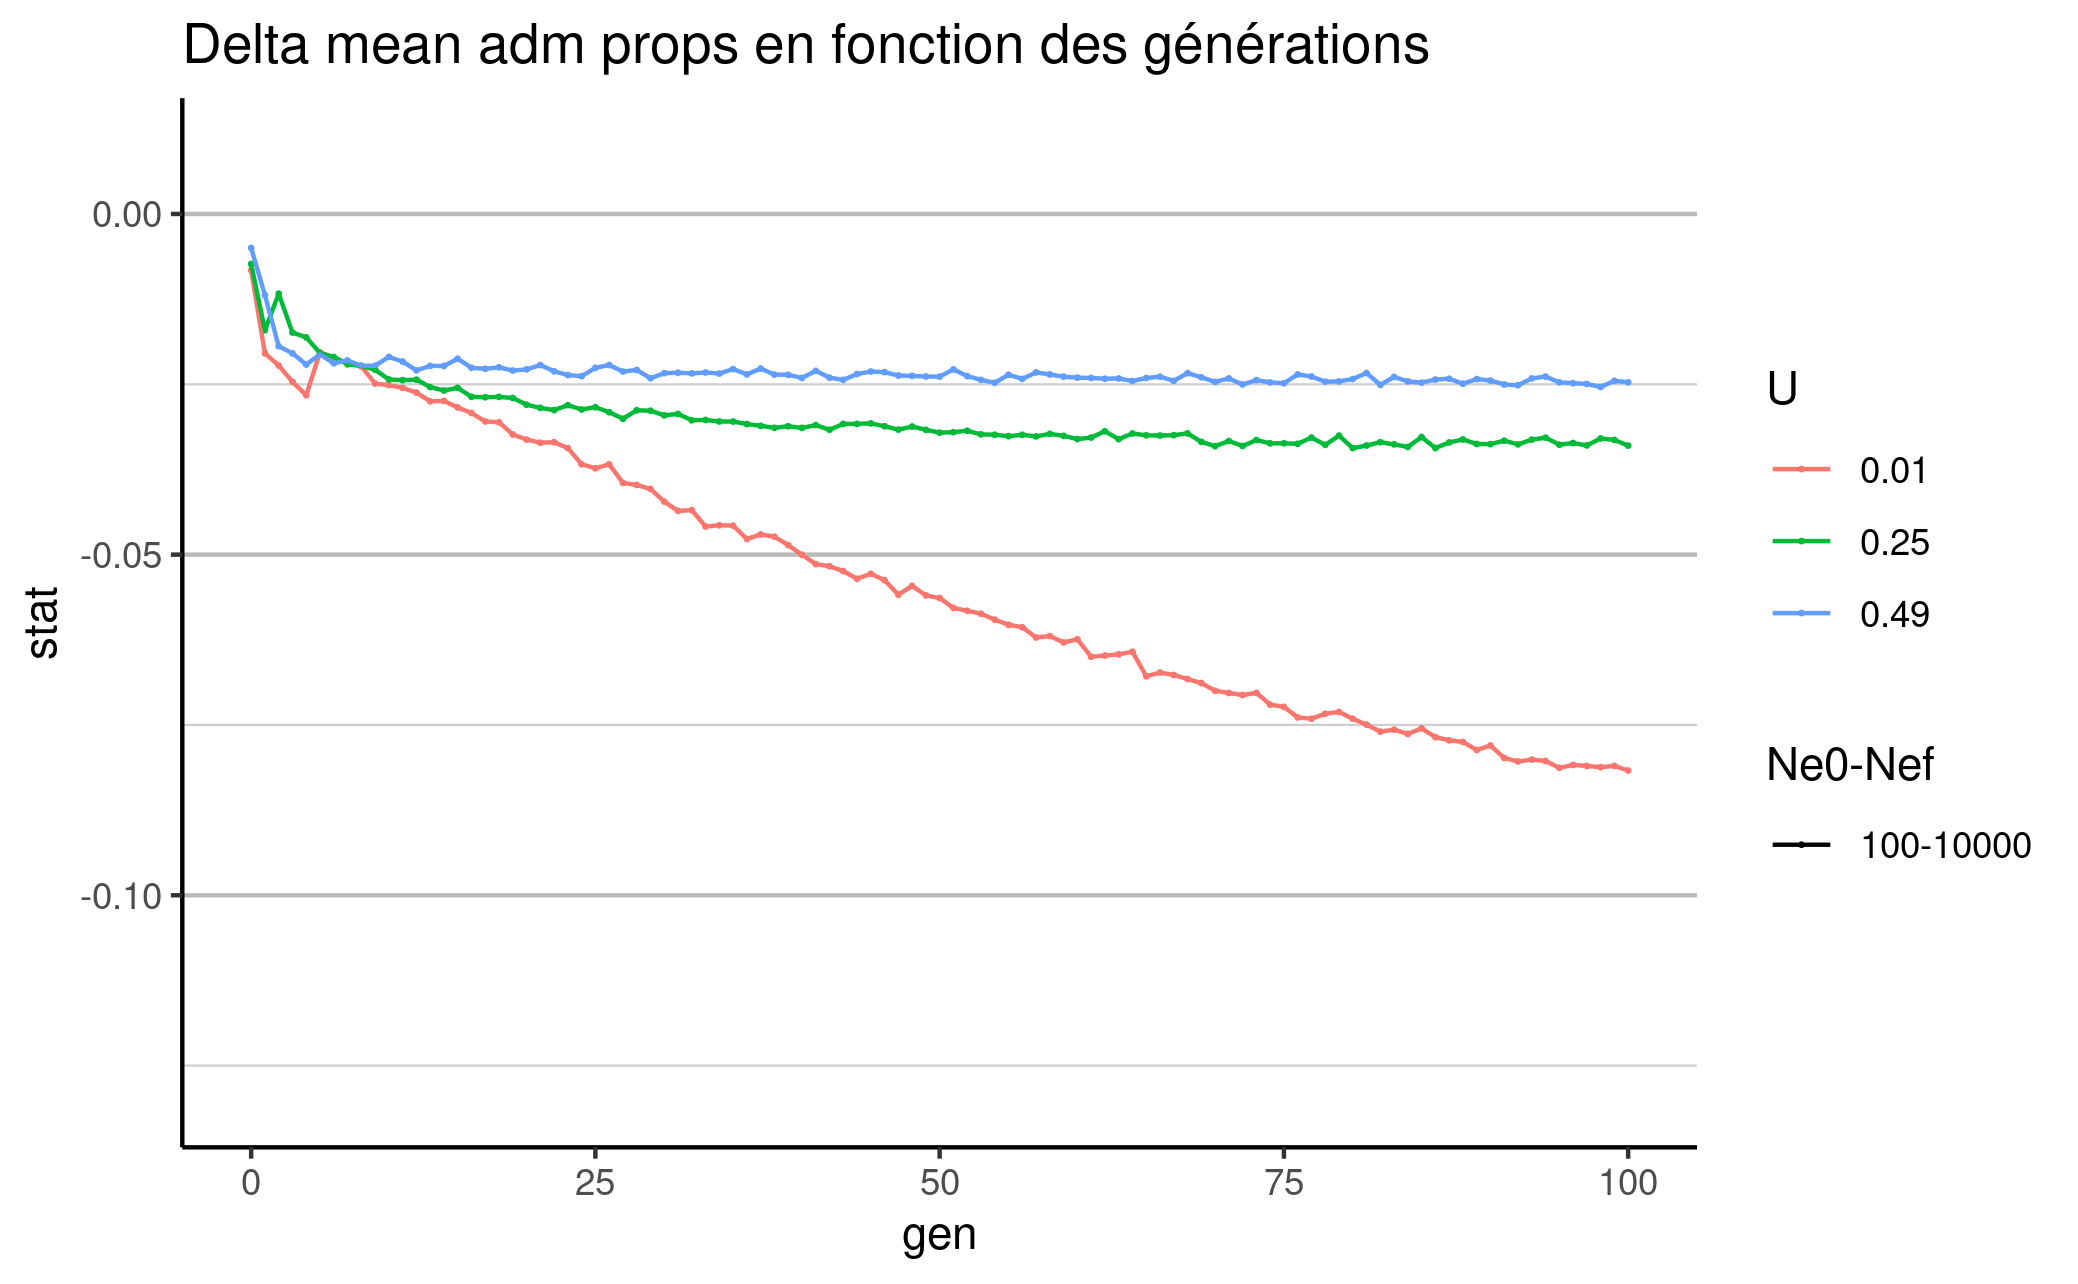 Delta mean adm props en fonction des générations
0.00
-0.05
-0.10
stat
0 25 50 75 100
gen
U
0.01
0.25
0.49
Ne0-Nef
100-10000